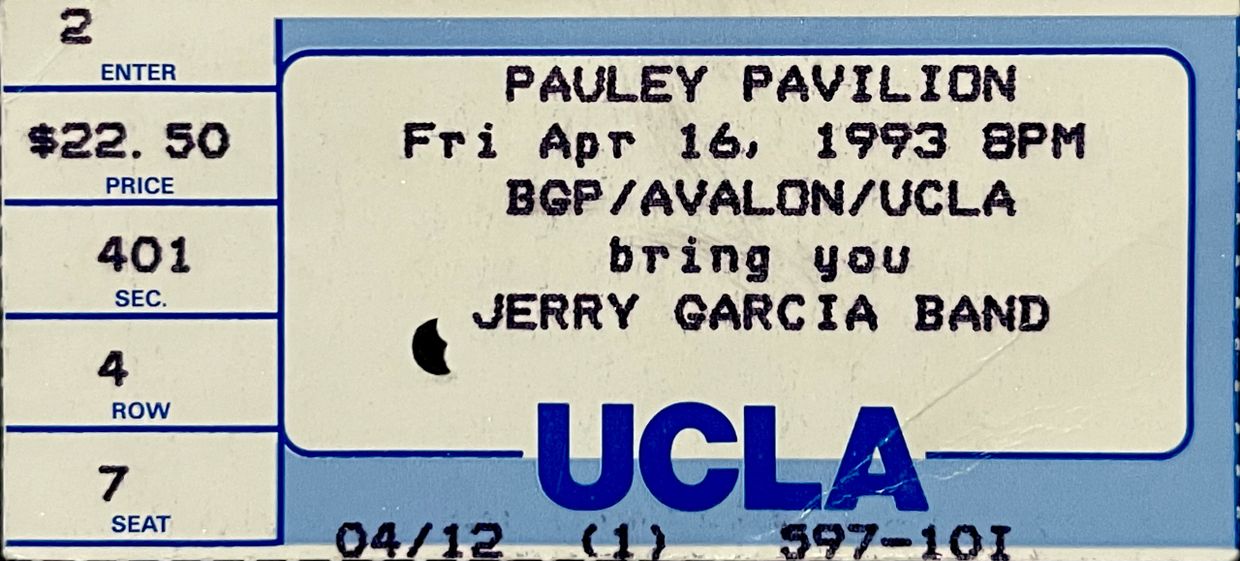 2
ENTER
$22.50
PRICE
401
SEC.
4
ROW
7
SEAT
PAULEY PAVILION
Fri Apr 16, 1993 8PM
BGP/AVALON/UCLA
bring you
JERRY GARCIA BAND
UCLA
04/12 (1) 597-10I